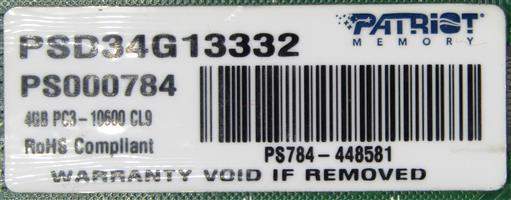 PSD34G13332
PATRIOT
MEMORY
PS000784
4GB PC3-10600 CL9
RoHS Compliant
PS784-448581
WARRANTY VOID IF REMOVED